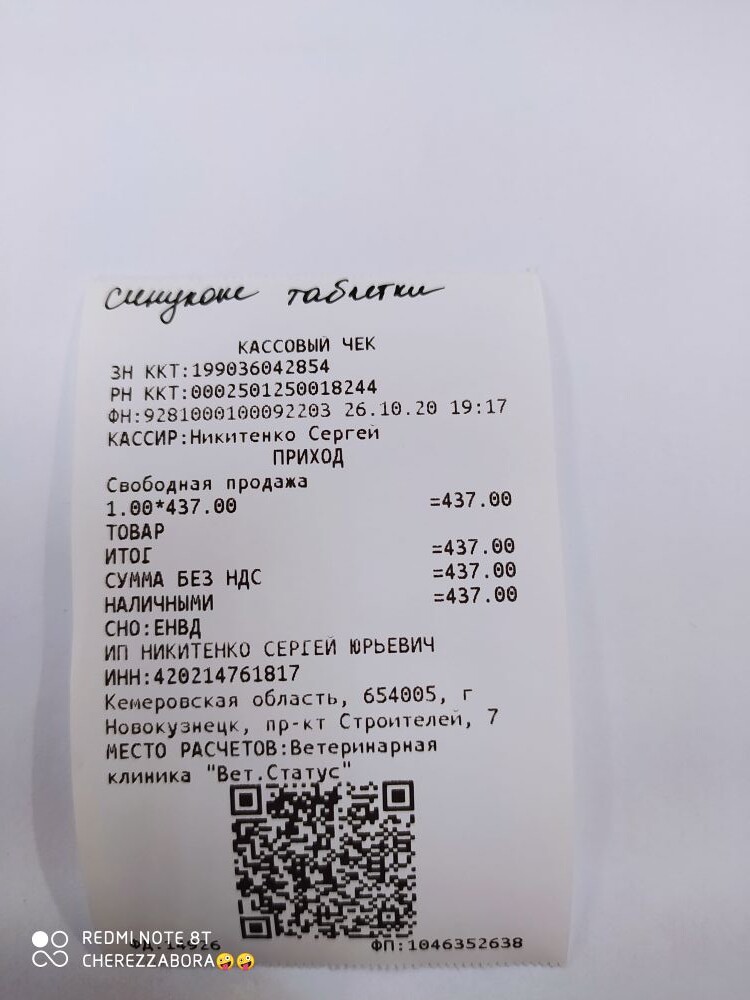 синулокс таблетки
КАССОВЫЙ ЧЕК
ЗН ККТ:199036042854
РН ККТ:0002501250018244
ФН:9281000100092203 26.10.20 19:17
КАССИР:Никитенко Сергей
ПРИХОД
Свободная продажа
1.00*437.00 =437.00
ТОВАР
ИТОГ =437.00
СУММА БЕЗ НДС =437.00
НАЛИЧНЫМИ =437.00
СНО:ЕНВД
ИП НИКИТЕНКО СЕРГЕЙ ЮРЬЕВИЧ
ИНН:420214761817
Кемеровская область, 654005, г
Новокузнецк, пр-кт Строителей, 7
МЕСТО РАСЧЕТОВ:Ветеринарная
клиника "Вет.Статус"
ФД:14926 ФП:1046352638
REDMI NOTE 8T
CHEREZZABORA🤪🤪